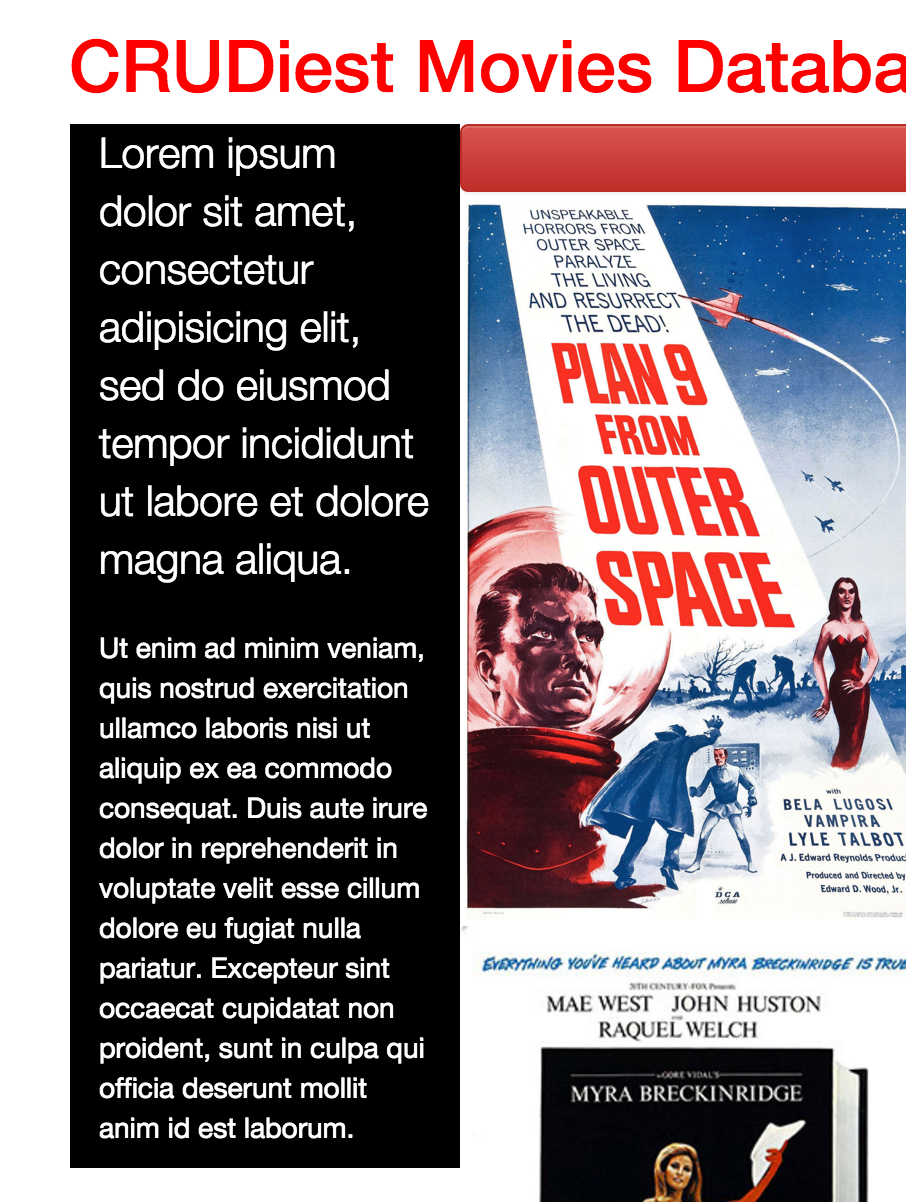 CRUDiest Movies Databa
Lorem ipsum
dolor sit amet,
consectetur
adipisicing elit,
sed do eiusmod
tempor incididunt
ut labore et dolore
magna aliqua.
Ut enim ad minim veniam,
quis nostrud exercitation
ullamco laboris nisi ut
aliquip ex ea commodo
consequat. Duis aute irure
dolor in reprehenderit in
voluptate velit esse cillum
dolore eu fugiat nulla
pariatur. Excepteur sint
occaecat cupidatat non
proident, sunt in culpa qui
officia deserunt mollit
anim id est laborum.
UNSPEAKABLE
HORRORS FROM
OUTER SPACE
PARALYZE
THE LIVING
AND RESURRECT
THE DEAD!
PLAN 9
FROM
OUTER
SPACE
with
BELA LUGOSI
VAMPIRA
LYLE TALBOT
A J. Edward Reynolds Produc
Produced and Directed by
Edward D. Wood, Jr.
a
DCA
release
EVERYTHING YOU'VE HEARD ABOUT MYRA BRECKINRIDGE IS TRUE
20TH CENTURY-FOX Presents
MAE WEST JOHN HUSTON
AND
RAQUEL WELCH
GORE VIDAL'S
MYRA BRECKINRIDGE